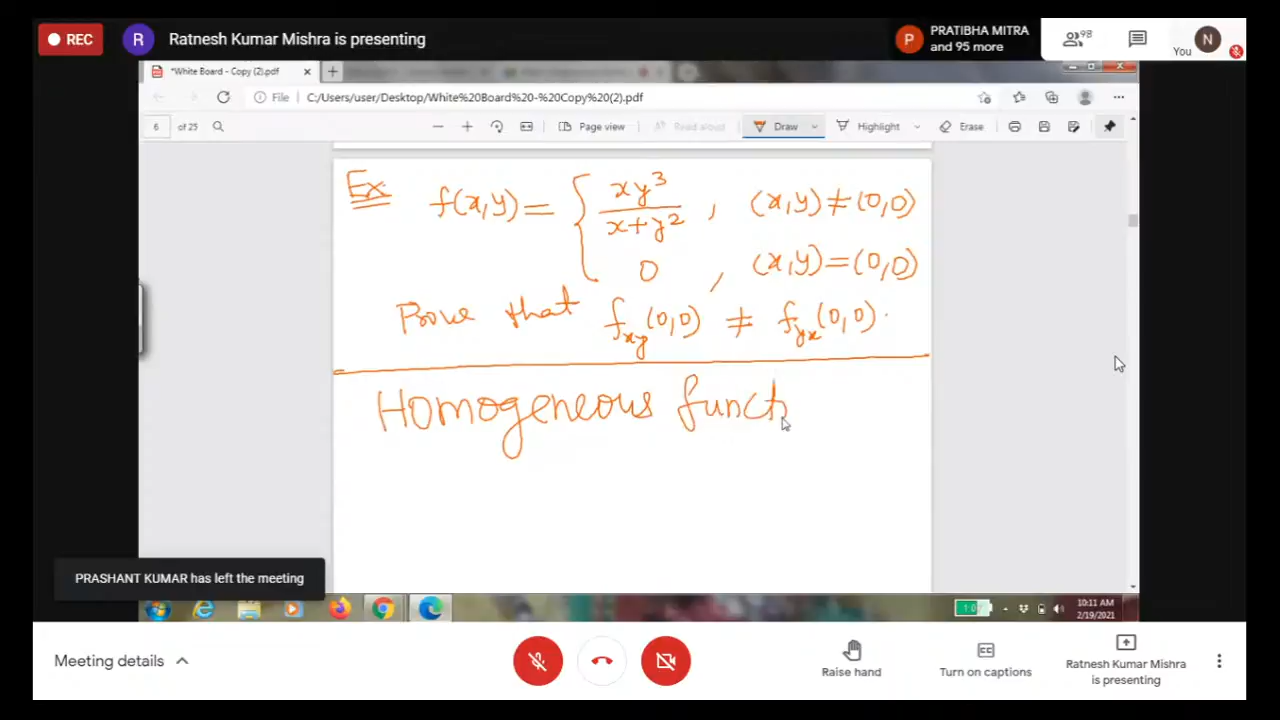 REC
R Ratnesh Kumar Mishra is presenting
P PRATIBHA MITRA
and 95 more
98
You N
*White Board - Copy (2).pdf
File C:/Users/user/Desktop/White%20Board%20-%20Copy%20(2).pdf
6 of 25 Page view Read aloud Draw Highlight Erase
Ex f(x,y) = { xy³ / x+y² , (x,y) ≠ (0,0)
0 , (x,y) = (0,0)
Prove that f_xy(0,0) ≠ f_yx(0,0).
Homogeneous funct
PRASHANT KUMAR has left the meeting
10:11 AM
2/19/2021
Meeting details
Raise hand
Turn on captions
Ratnesh Kumar Mishra
is presenting